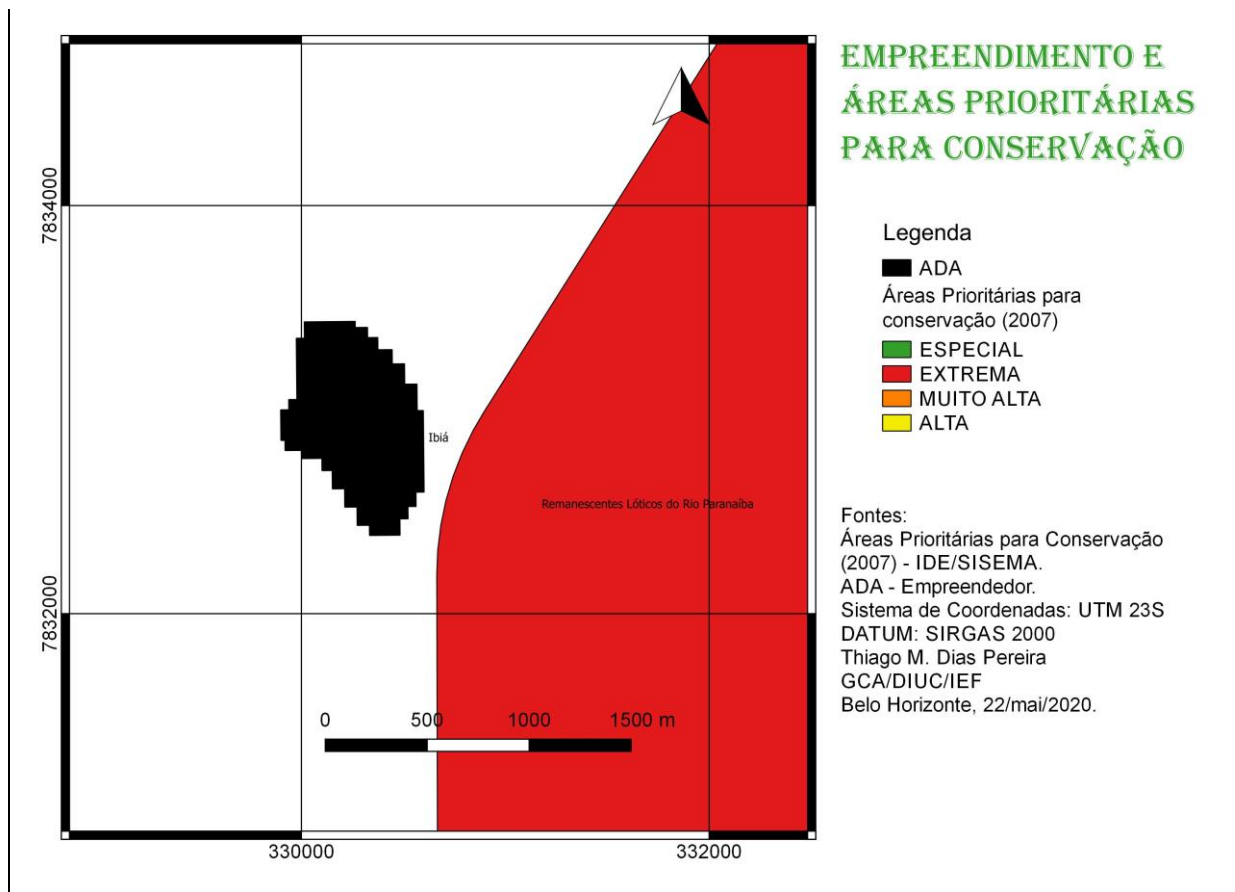 EMPREENDIMENTO E
ÁREAS PRIORITÁRIAS
PARA CONSERVAÇÃO
7834000
7832000
330000
332000
Ibiá
Remanescentes Lóticos do Rio Paranaíba
0 500 1000 1500 m
Legenda
ADA
Áreas Prioritárias para
conservação (2007)
ESPECIAL
EXTREMA
MUITO ALTA
ALTA
Fontes:
Áreas Prioritárias para Conservação
(2007) - IDE/SISEMA.
ADA - Empreendedor.
Sistema de Coordenadas: UTM 23S
DATUM: SIRGAS 2000
Thiago M. Dias Pereira
GCA/DIUC/IEF
Belo Horizonte, 22/mai/2020.